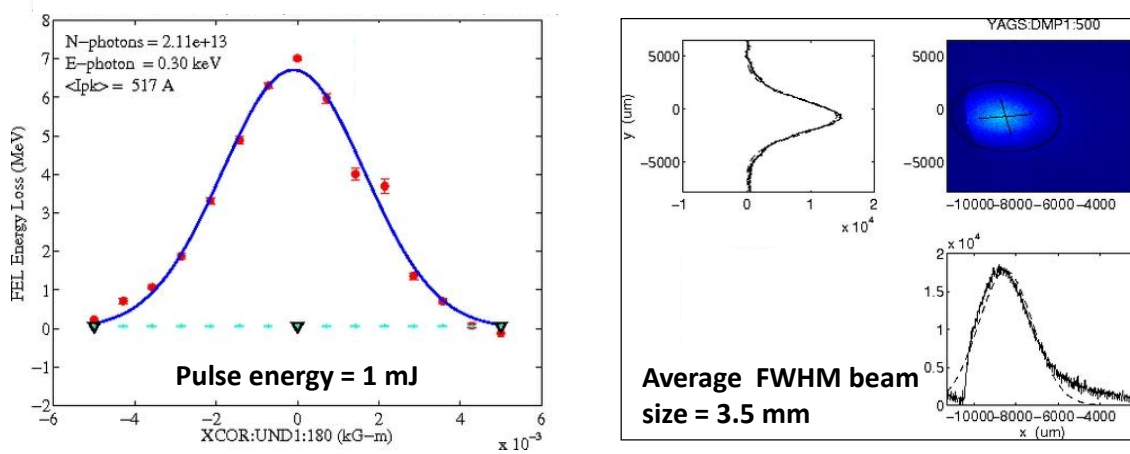 8
7
6
5
4
3
2
1
0
−1
−2
FEL Energy Loss (MeV)
N−photons = 2.11e+13
E−photon = 0.30 keV
<Ipk> = 517 A
Pulse energy = 1 mJ
−6
−4
−2
0
2
4
6
XCOR:UND1:180 (kG−m)
x 10−3
5000
0
−5000
y (um)
−1
0
1
2
x 10^4
YAGS:DMP1:500
5000
0
−5000
−10000 −8000 −6000 −4000
x 10^4
2
1.5
1
0.5
0
−10000 −8000 −6000 −4000
x (um)
Average FWHM beam
size = 3.5 mm